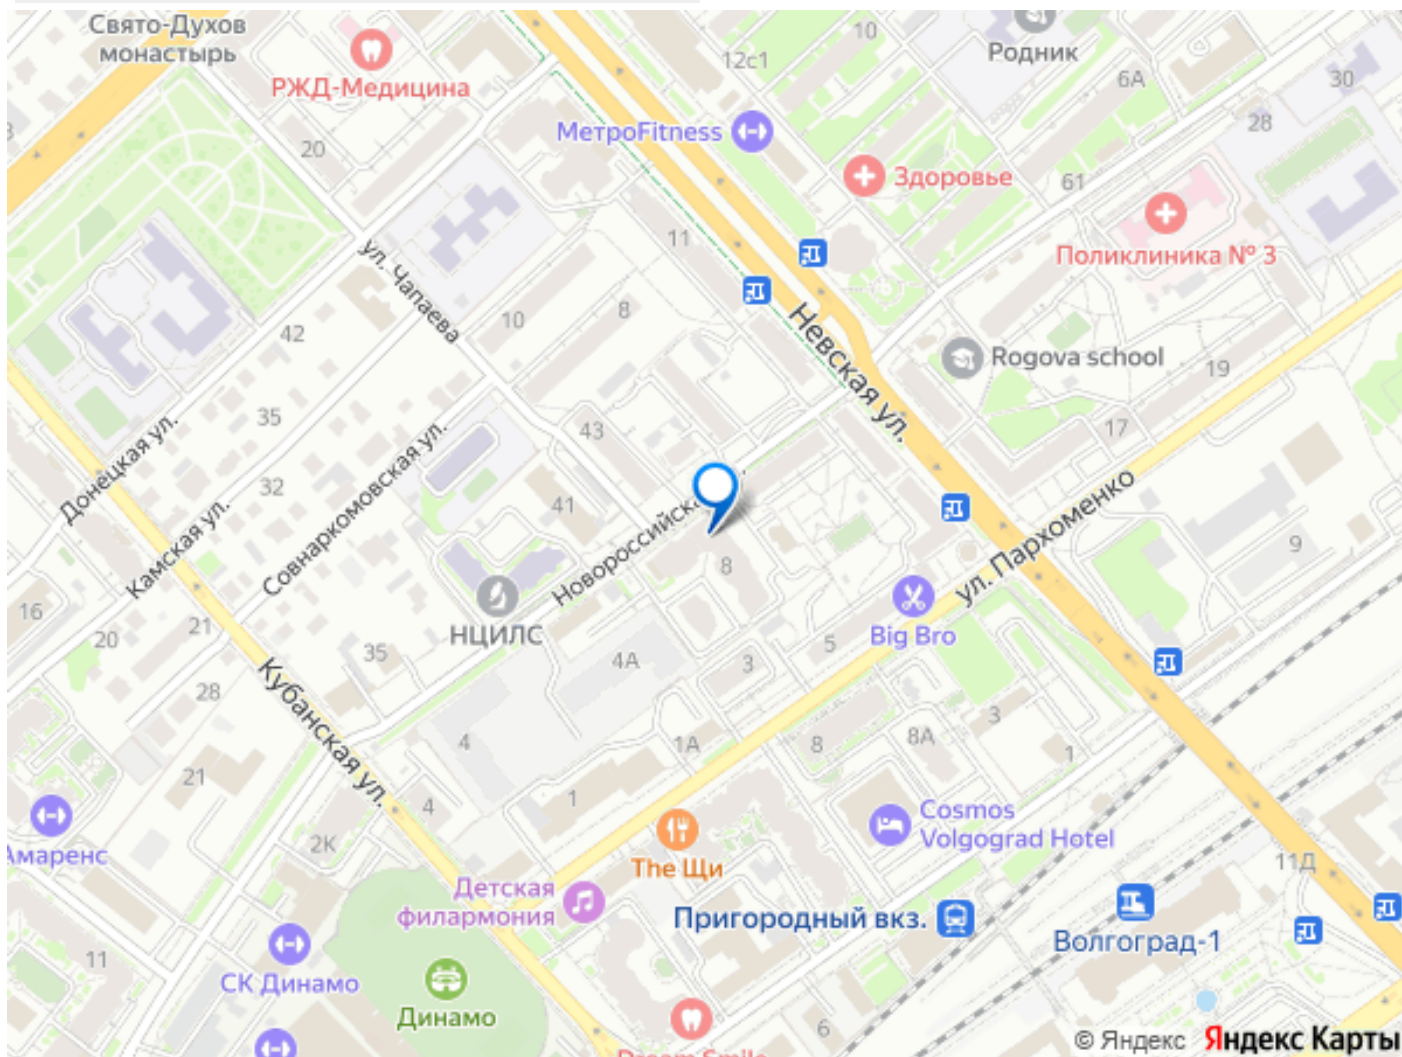 Свято-Духов
монастырь
РЖД-Медицина
20
МетроFitness
12с1
10
Родник
6А
30
28
Здоровье
61
Поликлиника № 3
11
ул. Чапаева
42
10
8
Невская ул.
Rogova school
19
17
35
43
Донецкая ул.
Камская ул.
32
Совнаркомовская ул.
41
Новороссийска
8
ул. Пархоменко
9
НЦИЛС
Big Bro
16
20
21
35
28
Кубанская ул.
4А
3
5
4
1А
8
8А
3
1
21
4
1
2К
Амаренс
The Щи
Cosmos
Volgograd Hotel
Детская
филармония
Пригородный вкз.
Волгоград-1
11Д
11
СК Динамо
Динамо
6
Dream Smile
© Яндекс Яндекс Карты